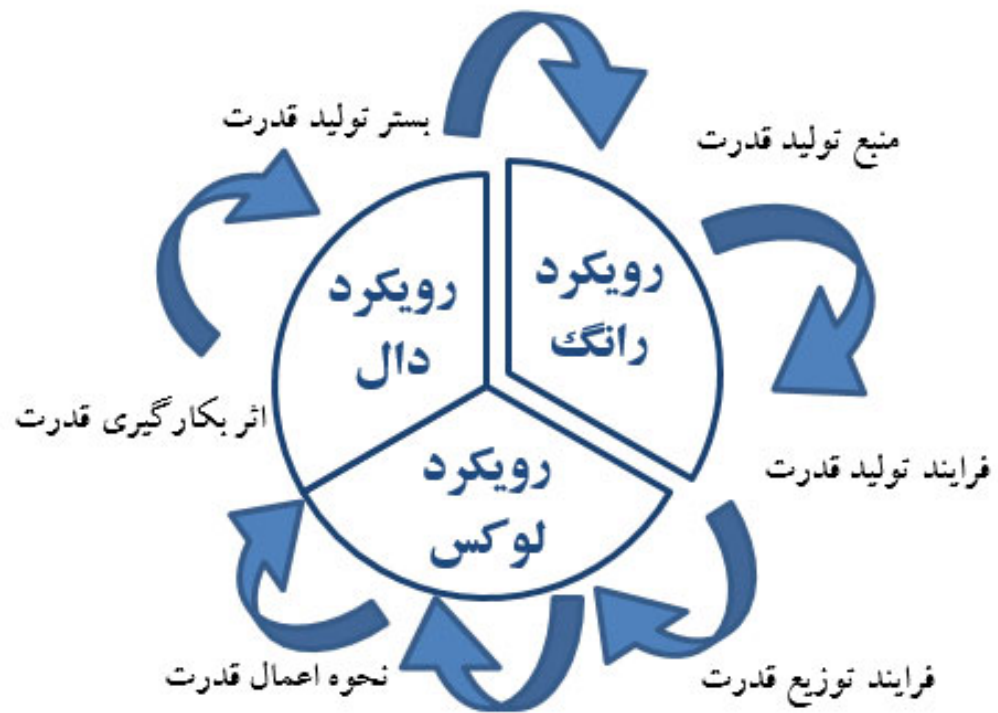 بستر تولید قدرت
منبع تولید قدرت
رویکرد
رانگ
رویکرد
دال
اثر بکارگیری قدرت
رویکرد
لوکس
فرایند تولید قدرت
نحوه اعمال قدرت
فرایند توزیع قدرت